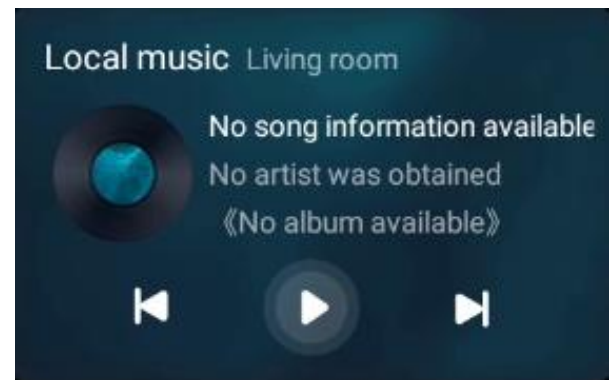 Local music Living room
No song information available
No artist was obtained
《No album available》